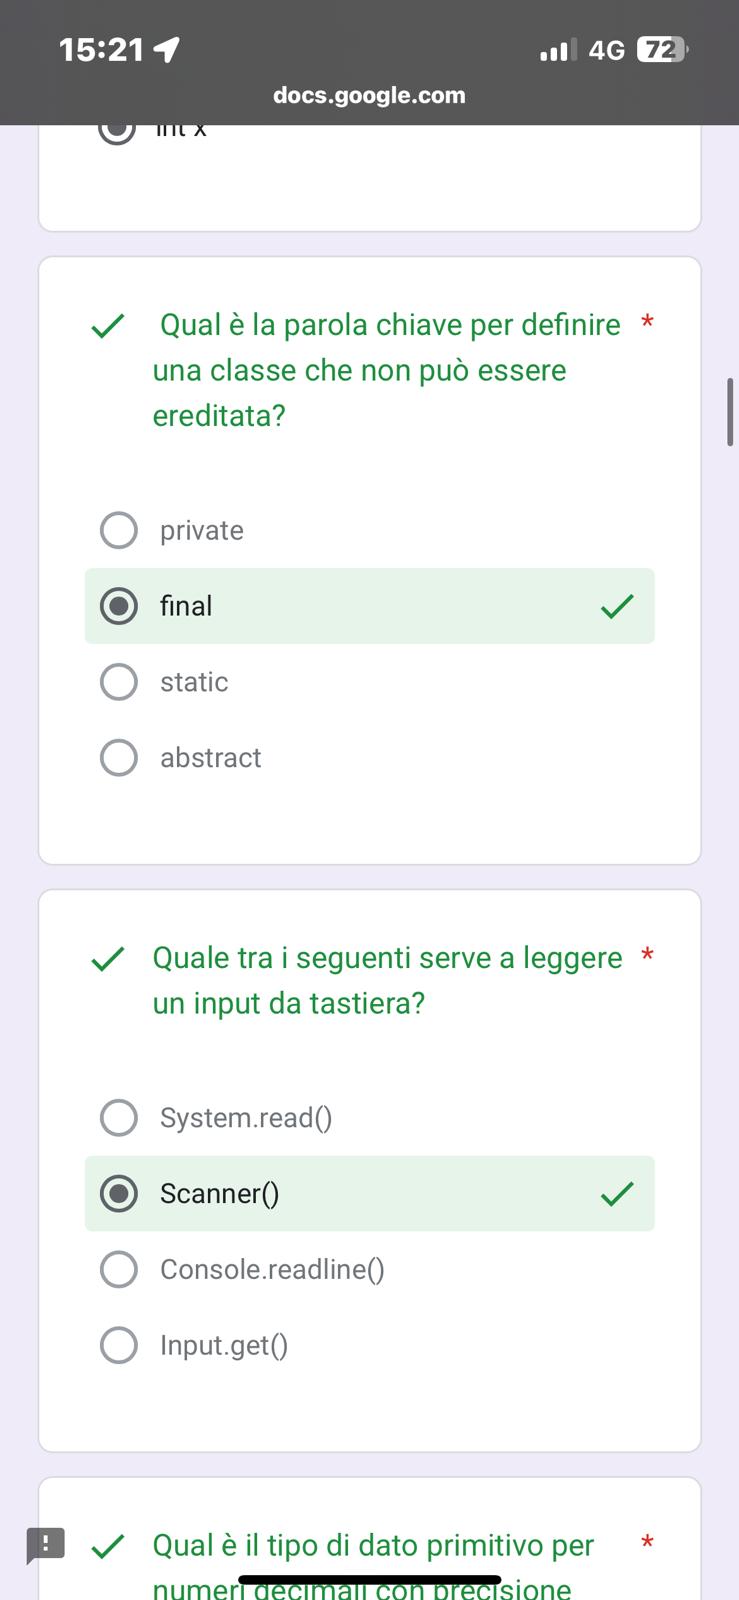 15:21
4G 72
docs.google.com
int x
Qual è la parola chiave per definire *
una classe che non può essere
ereditata?
private
final
static
abstract
Quale tra i seguenti serve a leggere *
un input da tastiera?
System.read()
Scanner()
Console.readline()
Input.get()
Qual è il tipo di dato primitivo per *
numeri decimali con precisione